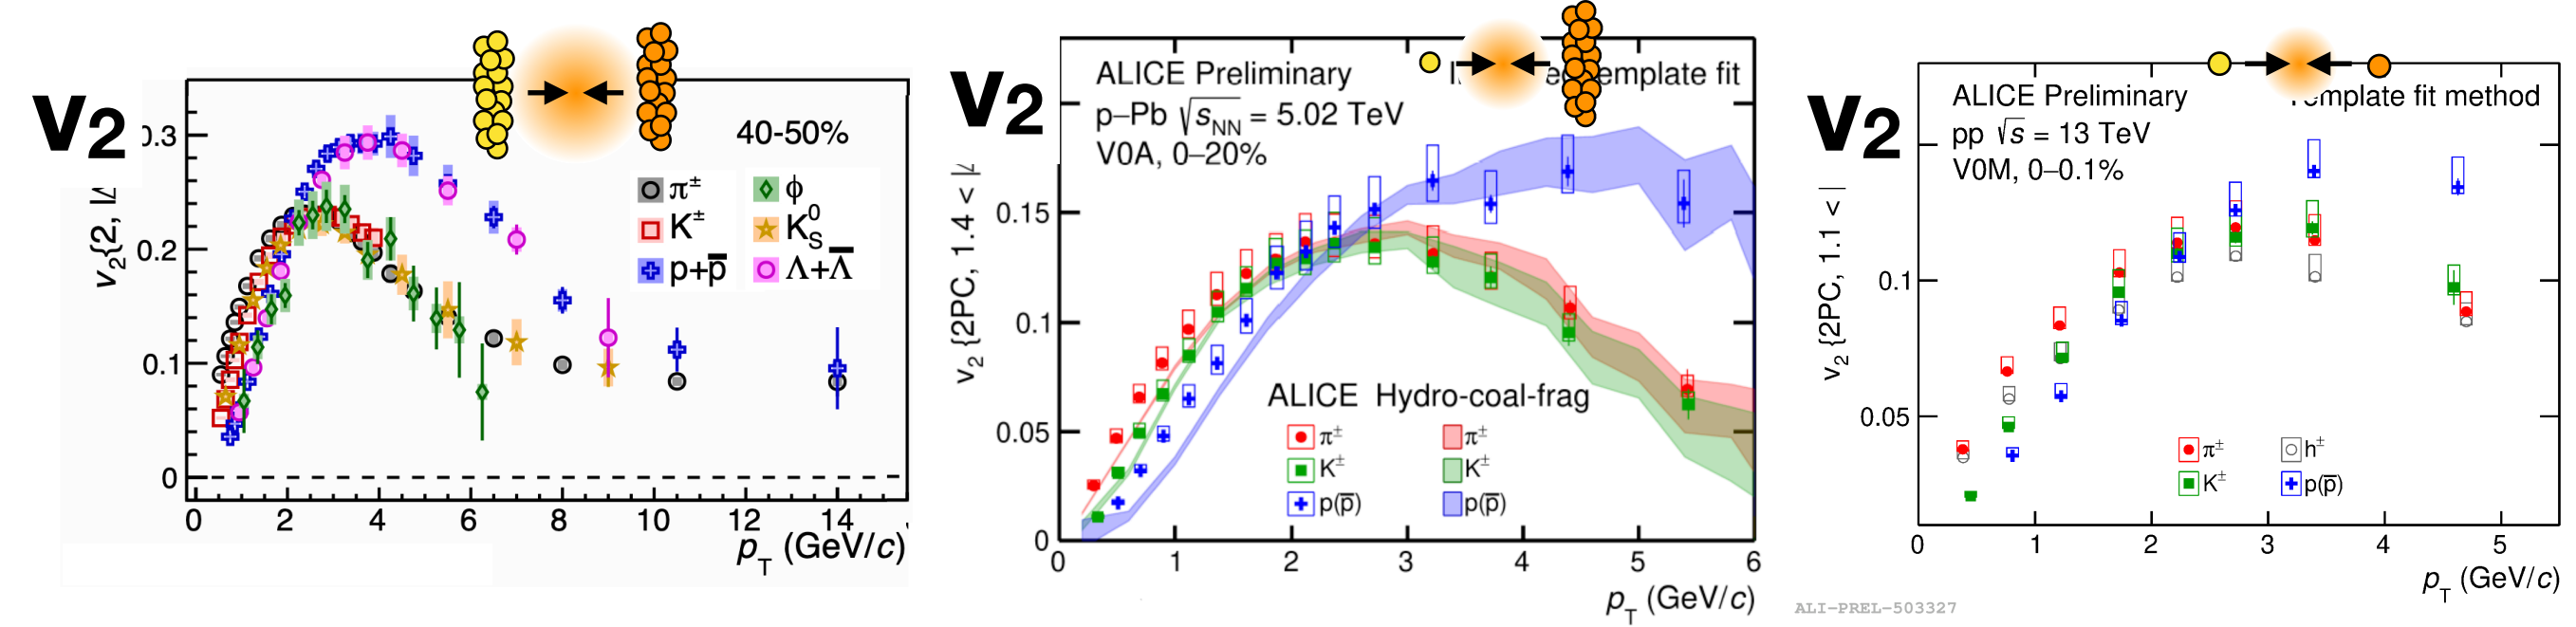 v2
v2{2, |Δ
0.3
0.2
0.1
0
40-50%
π±
K±
p+p̅
ϕ
K0S
Λ+Λ̅
0 2 4 6 8 10 12 14
pT (GeV/c)
v2
v2 {2PC, 1.4 < |Δ
ALICE Preliminary
emplate fit
p–Pb √sNN = 5.02 TeV
V0A, 0–20%
0.15
0.1
0.05
0
ALICE Hydro-coal-frag
π± π±
K± K±
p(p̅) p(p̅)
0 1 2 3 4 5 6
pT (GeV/c)
v2
v2 {2PC, 1.1 < |
ALICE Preliminary
emplate fit method
pp √s = 13 TeV
V0M, 0–0.1%
0.1
0.05
π± h±
K± p(p̅)
0 1 2 3 4 5
pT (GeV/c)
ALI-PREL-503327